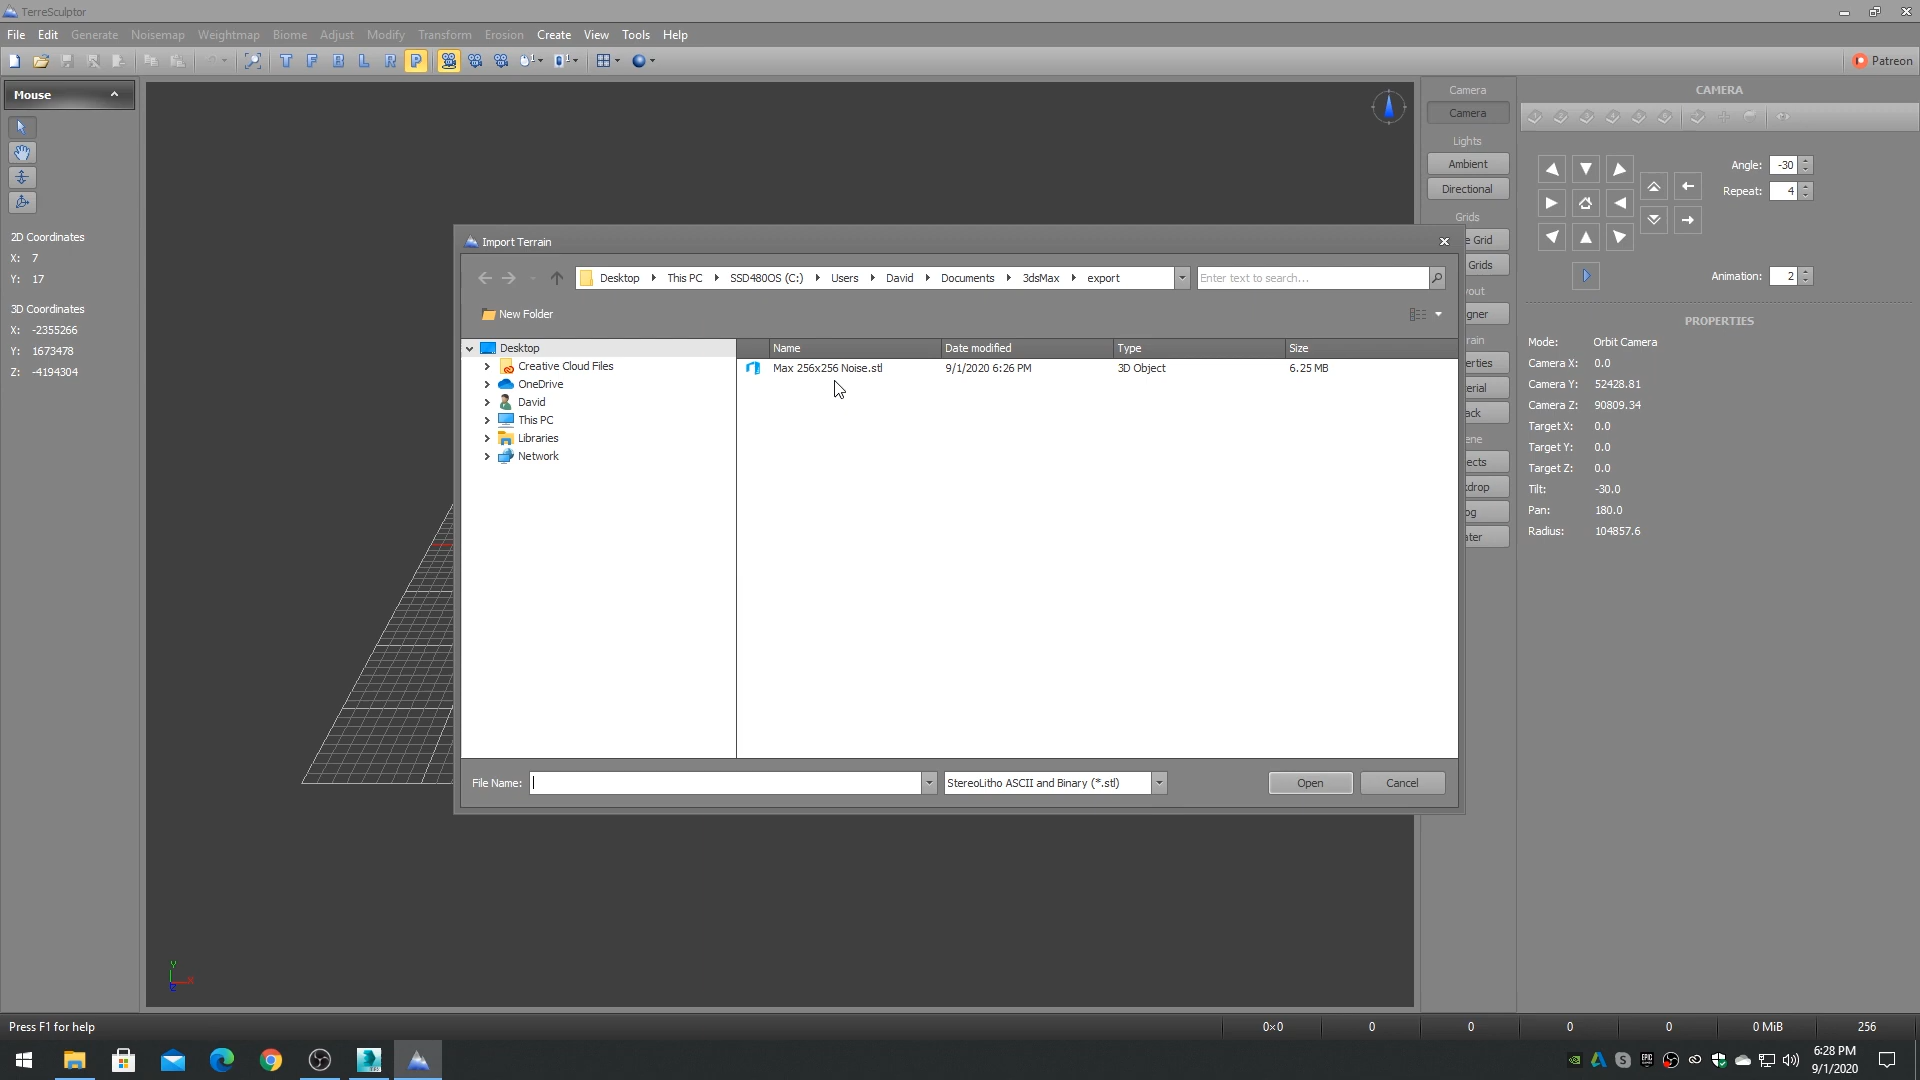 TerreSculptor
File Edit Generate Noisemap Weightmap Biome Adjust Modify Transform Erosion Create View Tools Help
T F B L R P
Patreon
Mouse
2D Coordinates
X: 7
Y: 17
3D Coordinates
X: -2355266
Y: 1673478
Z: -4194304
Import Terrain
Desktop This PC SSD480OS (C:) Users David Documents 3dsMax export
Enter text to search...
New Folder
Desktop
Creative Cloud Files
OneDrive
David
This PC
Libraries
Network
Name Date modified Type Size
Max 256x256 Noise.stl 9/1/2020 6:26 PM 3D Object 6.25 MB
File Name: StereoLitho ASCII and Binary (*.stl) Open Cancel
Camera
Camera
Lights
Ambient
Directional
Grids
e Grid
Grids
out
gner
rain
erties
erial
ack
ene
ects
kdrop
og
ater
CAMERA
Angle: -30
Repeat: 4
Animation: 2
PROPERTIES
Mode: Orbit Camera
Camera X: 0.0
Camera Y: 52428.81
Camera Z: 90809.34
Target X: 0.0
Target Y: 0.0
Target Z: 0.0
Tilt: -30.0
Pan: 180.0
Radius: 104857.6
Y
X
Z
Press F1 for help
0×0 0 0 0 0 0 MiB 256
6:28 PM
9/1/2020